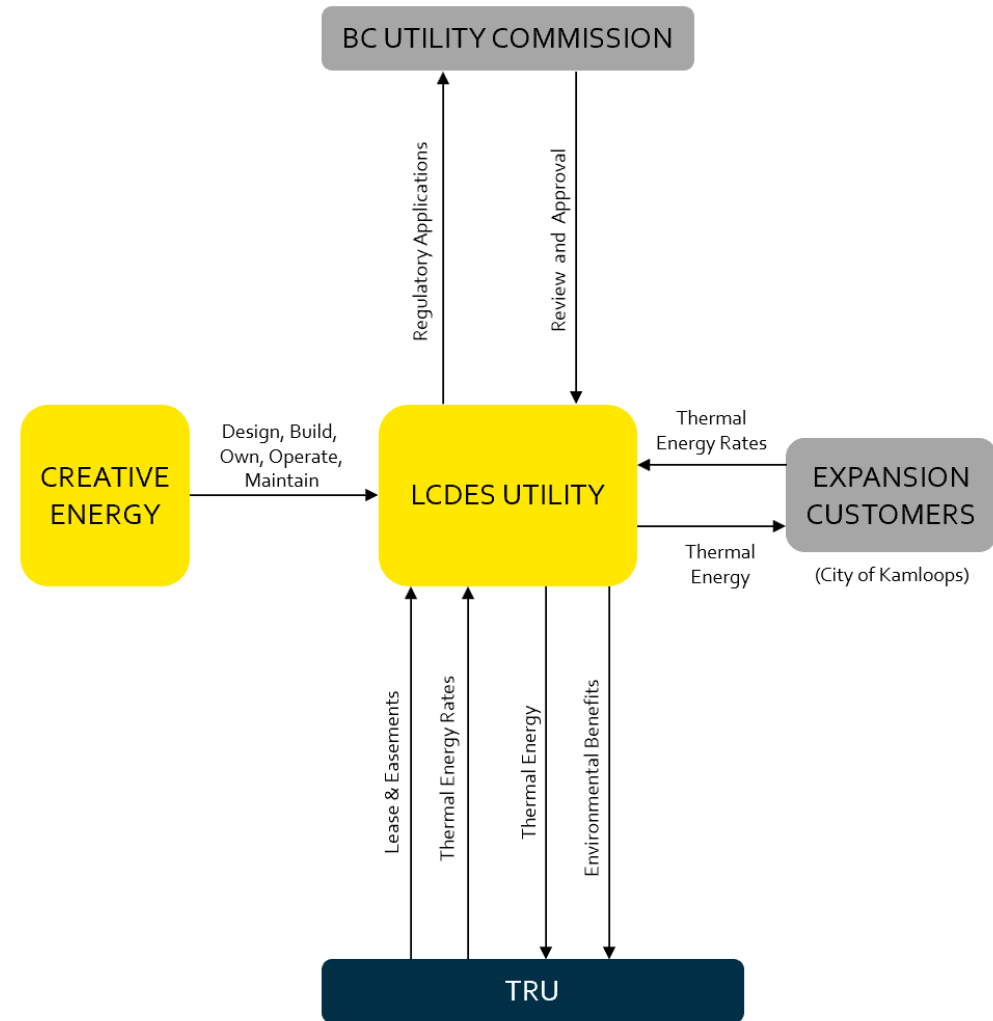 BC UTILITY COMMISSION
Regulatory Applications
Review and Approval
CREATIVE
ENERGY
Design, Build,
Own, Operate,
Maintain
LCDES UTILITY
Thermal
Energy Rates
Thermal
Energy
EXPANSION
CUSTOMERS
(City of Kamloops)
Lease & Easements
Thermal Energy Rates
Thermal Energy
Environmental Benefits
TRU